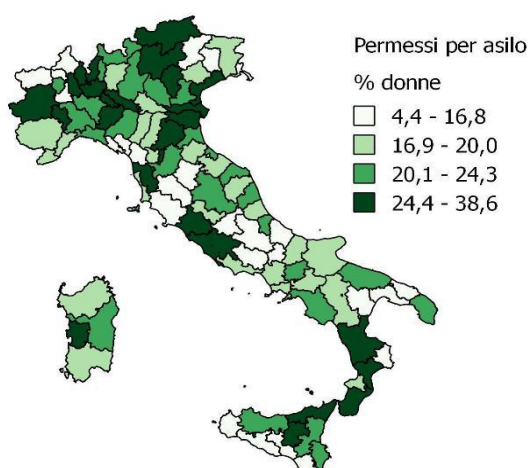 Permessi per asilo
% donne
4,4 - 16,8
16,9 - 20,0
20,1 - 24,3
24,4 - 38,6